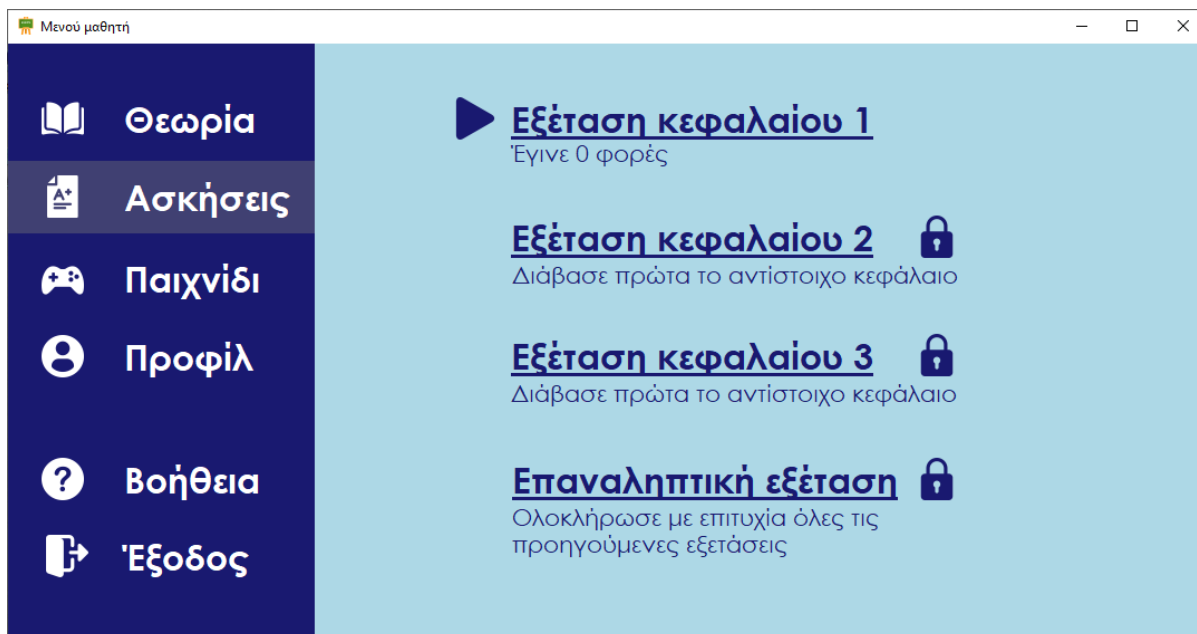 Μενού μαθητή
Θεωρία
Ασκήσεις
Παιχνίδι
Προφίλ
Βοήθεια
Έξοδος
Εξέταση κεφαλαίου 1
Έγινε 0 φορές
Εξέταση κεφαλαίου 2
Διάβασε πρώτα το αντίστοιχο κεφάλαιο
Εξέταση κεφαλαίου 3
Διάβασε πρώτα το αντίστοιχο κεφάλαιο
Επαναληπτική εξέταση
Ολοκλήρωσε με επιτυχία όλες τις
προηγούμενες εξετάσεις